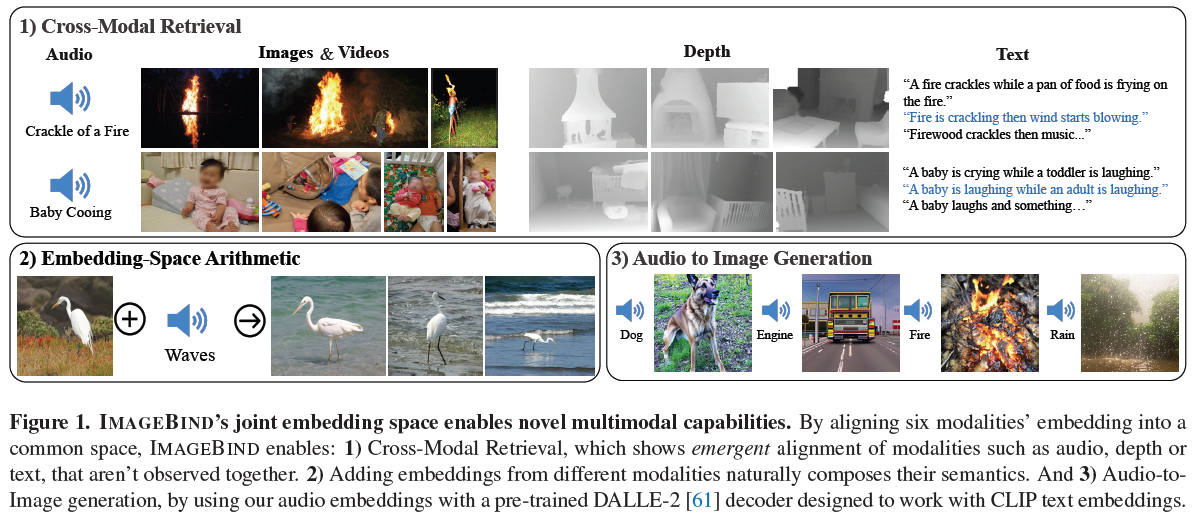 1) Cross-Modal Retrieval
Audio
Images & Videos
Depth
Text
Crackle of a Fire
“A fire crackles while a pan of food is frying on
the fire.”
“Fire is crackling then wind starts blowing.”
“Firewood crackles then music...”
Baby Cooing
“A baby is crying while a toddler is laughing.”
“A baby is laughing while an adult is laughing.”
“A baby laughs and something…”
2) Embedding-Space Arithmetic
Waves
3) Audio to Image Generation
Dog
Engine
Fire
Rain
Figure 1. IMAGEBIND’s joint embedding space enables novel multimodal capabilities. By aligning six modalities’ embedding into a
common space, IMAGEBIND enables: 1) Cross-Modal Retrieval, which shows emergent alignment of modalities such as audio, depth or
text, that aren’t observed together. 2) Adding embeddings from different modalities naturally composes their semantics. And 3) Audio-to-
Image generation, by using our audio embeddings with a pre-trained DALLE-2 [61] decoder designed to work with CLIP text embeddings.